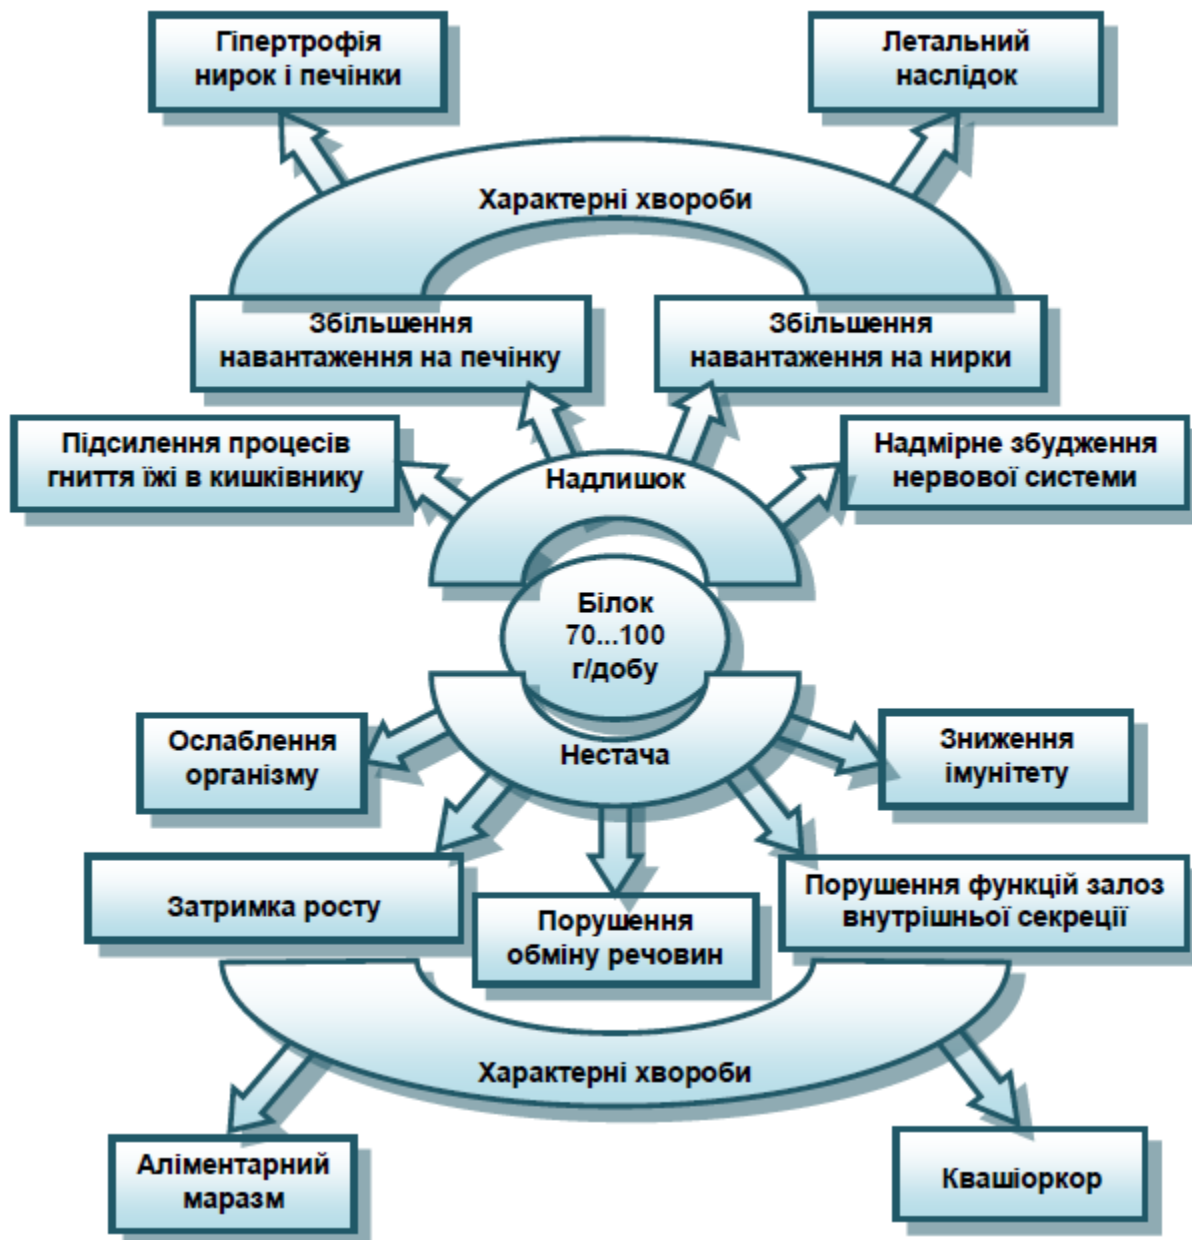 Гіпертрофія
нирок і печінки
Летальний
наслідок
Характерні хвороби
Збільшення
навантаження на печінку
Збільшення
навантаження на нирки
Підсилення процесів
гниття їжі в кишківнику
Надлишок
Надмірне збудження
нервової системи
Білок
70...100
г/добу
Ослаблення
організму
Нестача
Зниження
імунітету
Затримка росту
Порушення
обміну речовин
Порушення функцій залоз
внутрішньої секреції
Характерні хвороби
Аліментарний
маразм
Квашіоркор